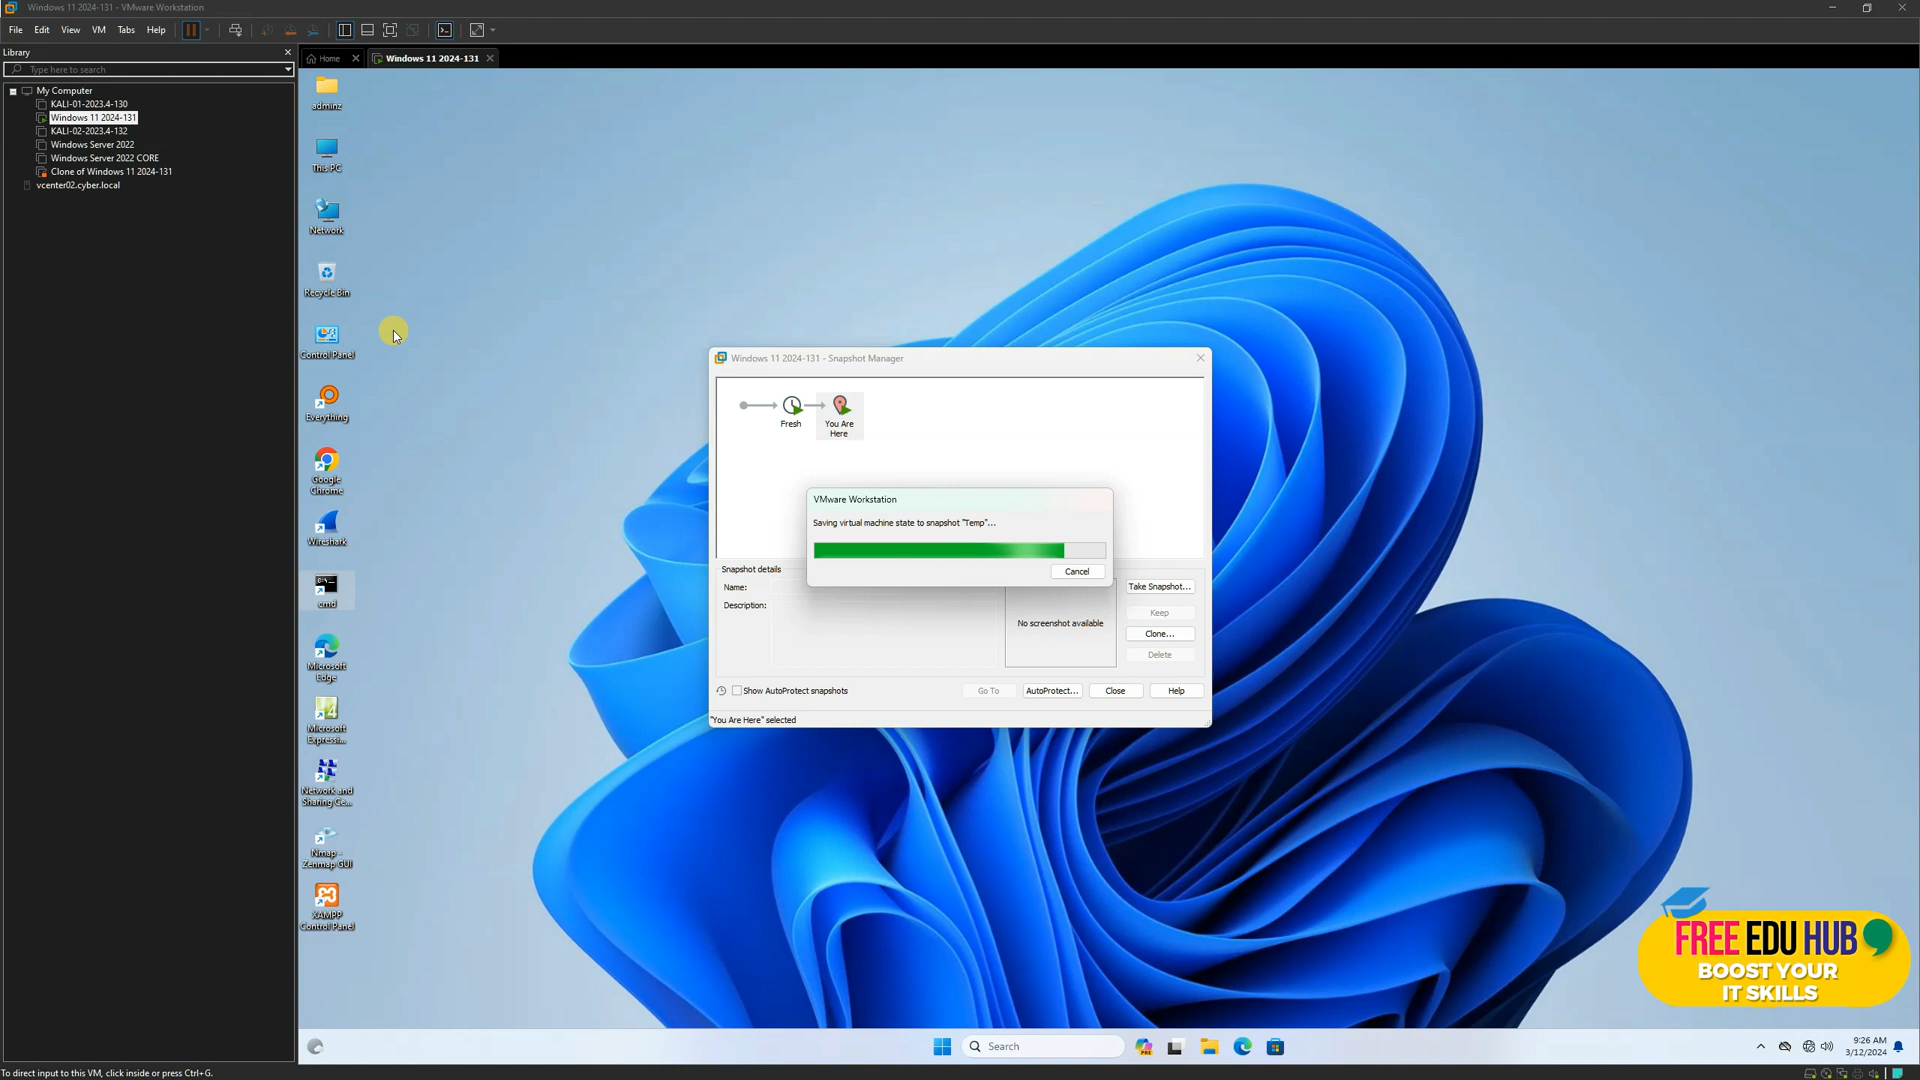 Windows 11 2024-131 - VMware Workstation
File Edit View VM Tabs Help
Library
Type here to search
My Computer
KALI-01-2023.4-130
Windows 11 2024-131
KALI-02-2023.4-132
Windows Server 2022
Windows Server 2022 CORE
Clone of Windows 11 2024-131
vcenter02.cyber.local
Home
Windows 11 2024-131
adminz
This PC
Network
Recycle Bin
Control Panel
Everything
Google
Chrome
Wireshark
cmd
Microsoft
Edge
Microsoft
Expressi...
Network and
Sharing Ce...
Nmap -
Zenmap GUI
XAMPP
Control Panel
Windows 11 2024-131 - Snapshot Manager
Fresh
You Are
Here
VMware Workstation
Saving virtual machine state to snapshot "Temp"...
Cancel
Snapshot details
Name:
Description:
No screenshot available
Take Snapshot...
Keep
Clone...
Delete
Show AutoProtect snapshots
Go To
AutoProtect...
Close
Help
"You Are Here" selected
FREE EDU HUB
BOOST YOUR
IT SKILLS
Search
PRE
9:26 AM
3/12/2024
To direct input to this VM, click inside or press Ctrl+G.